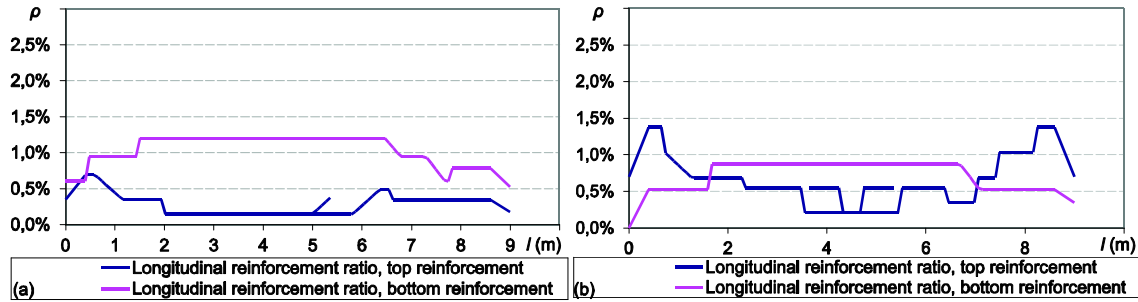 ρ
2,5%
2,0%
1,5%
1,0%
0,5%
0,0%
0 1 2 3 4 5 6 7 8 9 l (m)
Longitudinal reinforcement ratio, top reinforcement
(a) Longitudinal reinforcement ratio, bottom reinforcement
ρ
2,5%
2,0%
1,5%
1,0%
0,5%
0,0%
0 2 4 6 8 l (m)
Longitudinal reinforcement ratio, top reinforcement
(b) Longitudinal reinforcement ratio, bottom reinforcement